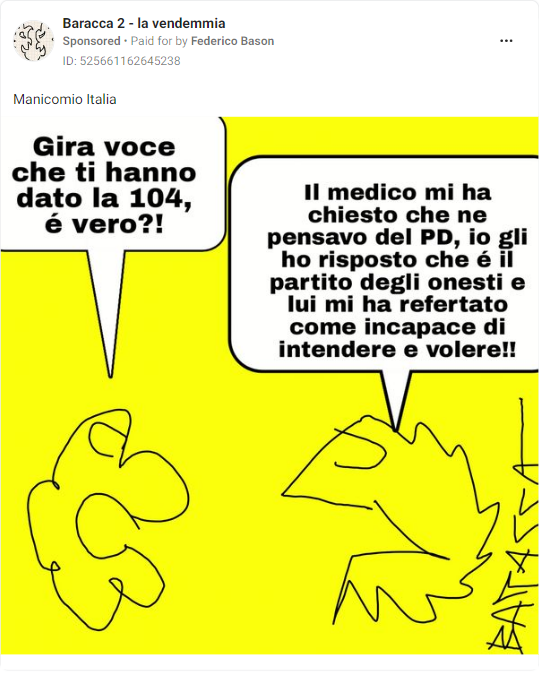 Baracca 2 - la vendemmia
Sponsored • Paid for by Federico Bason
ID: 525661162645238
Manicomio Italia
Gira voce
che ti hanno
dato la 104,
é vero?!
Il medico mi ha
chiesto che ne
pensavo del PD, io gli
ho risposto che é il
partito degli onesti e
lui mi ha refertato
come incapace di
intendere e volere!!